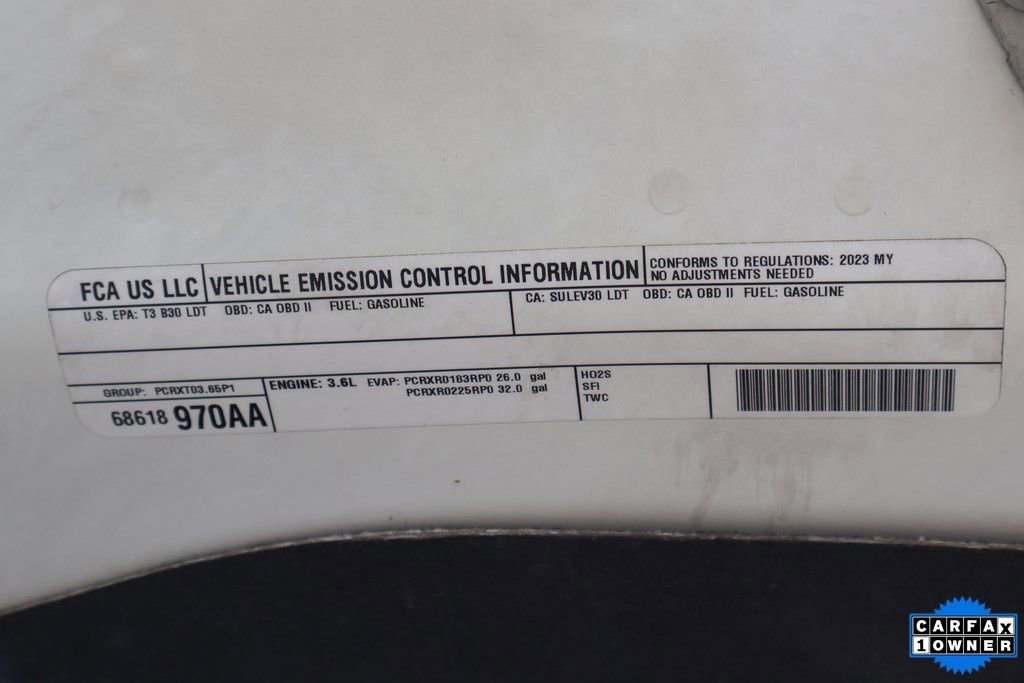 FCA US LLC VEHICLE EMISSION CONTROL INFORMATION CONFORMS TO REGULATIONS: 2023 MY
NO ADJUSTMENTS NEEDED
U.S. EPA: T3 B30 LDT OBD: CA OBD II FUEL: GASOLINE CA: SULEV30 LDT OBD: CA OBD II FUEL: GASOLINE
GROUP: PCRXT03.65P1
68618 970AA
ENGINE: 3.6L EVAP: PCRXR0183RP0 26.0 gal
PCRXR0225RP0 32.0 gal
HO2S
SFI
TWC
CARFAX
1 OWNER